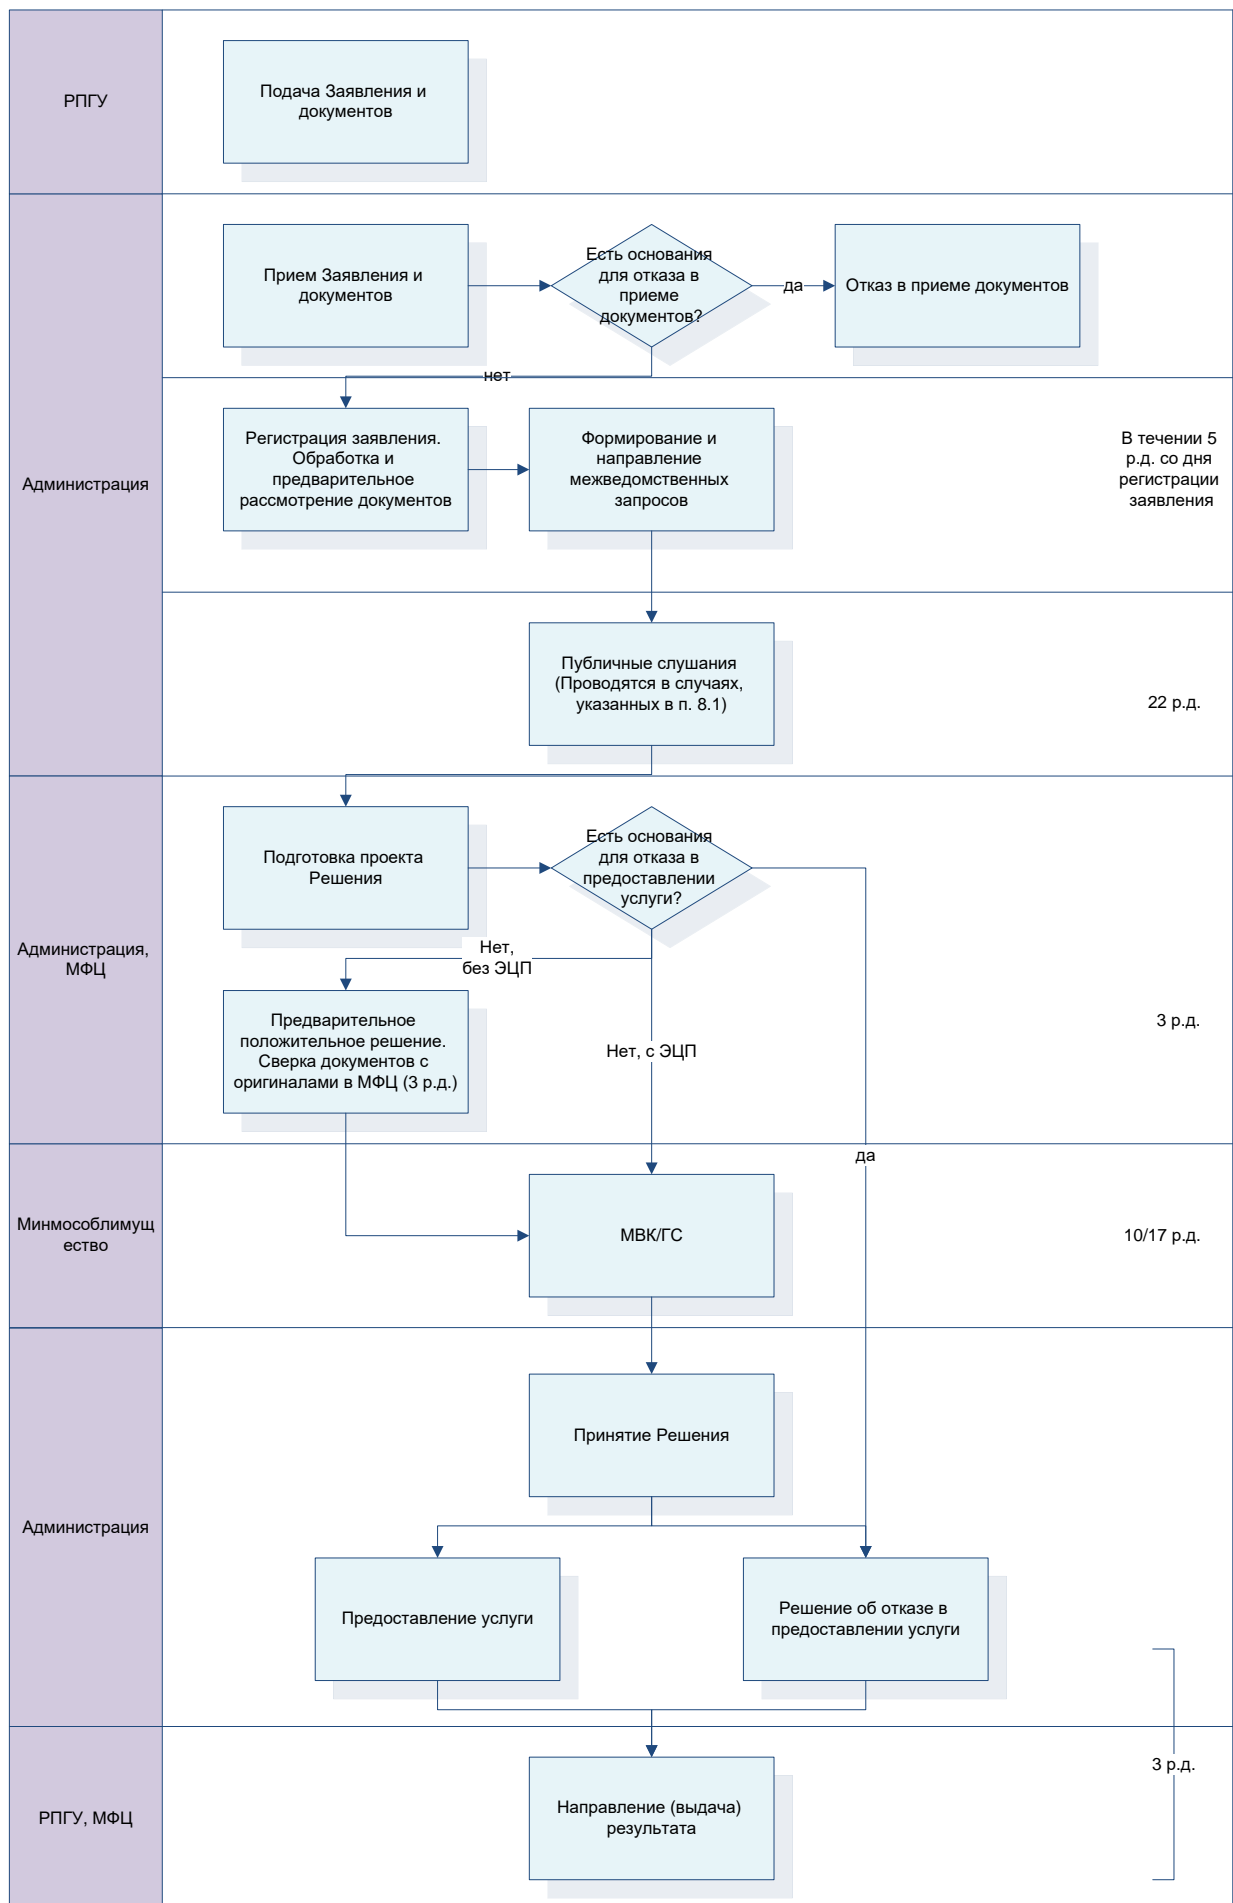 РПГУ
Подача Заявления и
документов
Прием Заявления и
документов
Есть основания
для отказа в
приеме
документов?
да
Отказ в приеме документов
нет
Администрация
Регистрация заявления.
Обработка и
предварительное
рассмотрение документов
Формирование и
направление
межведомственных
запросов
В течении 5
р.д. со дня
регистрации
заявления
Публичные слушания
(Проводятся в случаях,
указанных в п. 8.1)
22 р.д.
Администрация,
МФЦ
Подготовка проекта
Решения
Есть основания
для отказа в
предоставлении
услуги?
Нет,
без ЭЦП
Предварительное
положительное решение.
Сверка документов с
оригиналами в МФЦ (3 р.д.)
Нет, с ЭЦП
3 р.д.
да
Минмособлимущ
ество
МВК/ГС
10/17 р.д.
Администрация
Принятие Решения
Предоставление услуги
Решение об отказе в
предоставлении услуги
3 р.д.
РПГУ, МФЦ
Направление (выдача)
результата